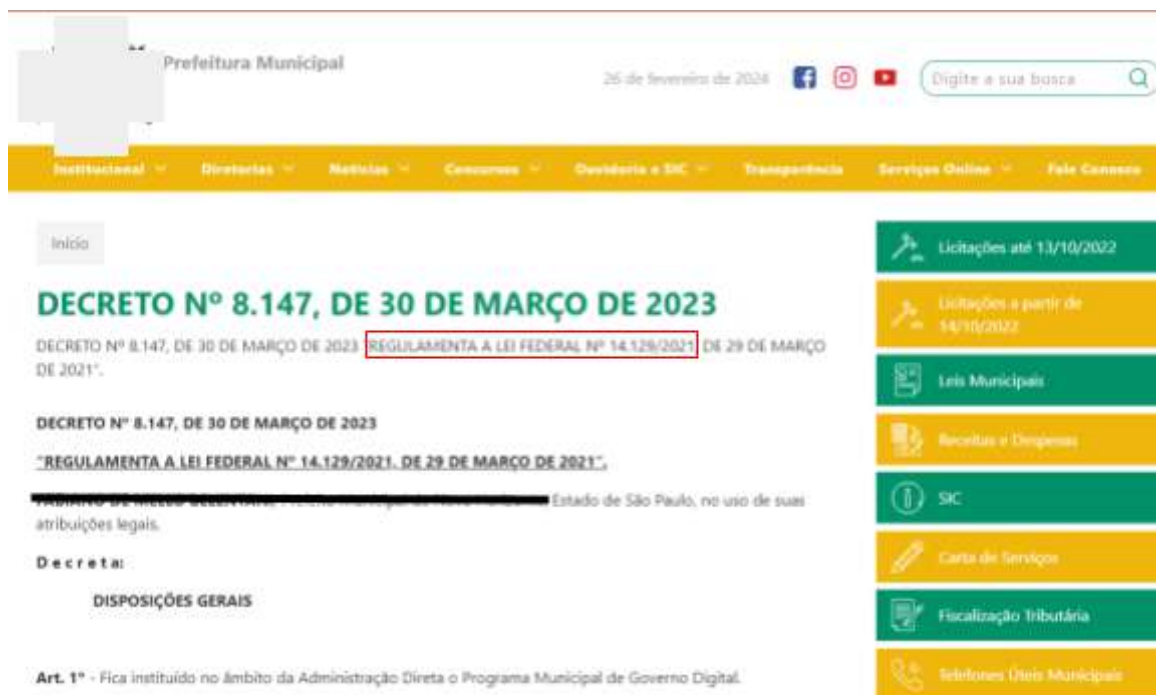 Prefeitura Municipal
26 de fevereiro de 2024
Digite a sua busca
Institucional
Diretorias
Notícias
Concursos
Ouvidoria e SIC
Transparência
Serviços Online
Fale Conosco
Início
DECRETO Nº 8.147, DE 30 DE MARÇO DE 2023
DECRETO Nº 8.147, DE 30 DE MARÇO DE 2023 "REGULAMENTA A LEI FEDERAL Nº 14.129/2021, DE 29 DE MARÇO
DE 2021".
DECRETO Nº 8.147, DE 30 DE MARÇO DE 2023
"REGULAMENTA A LEI FEDERAL Nº 14.129/2021, DE 29 DE MARÇO DE 2021".
Estado de São Paulo, no uso de suas
atribuições legais,
D e c r e t a:
DISPOSIÇÕES GERAIS
Art. 1º - Fica instituído no âmbito da Administração Direta o Programa Municipal de Governo Digital.
Licitações até 13/10/2022
Licitações a partir de
14/10/2022
Leis Municipais
Receitas e Despesas
SIC
Carta de Serviços
Fiscalização Tributária
Telefones Úteis Municipais